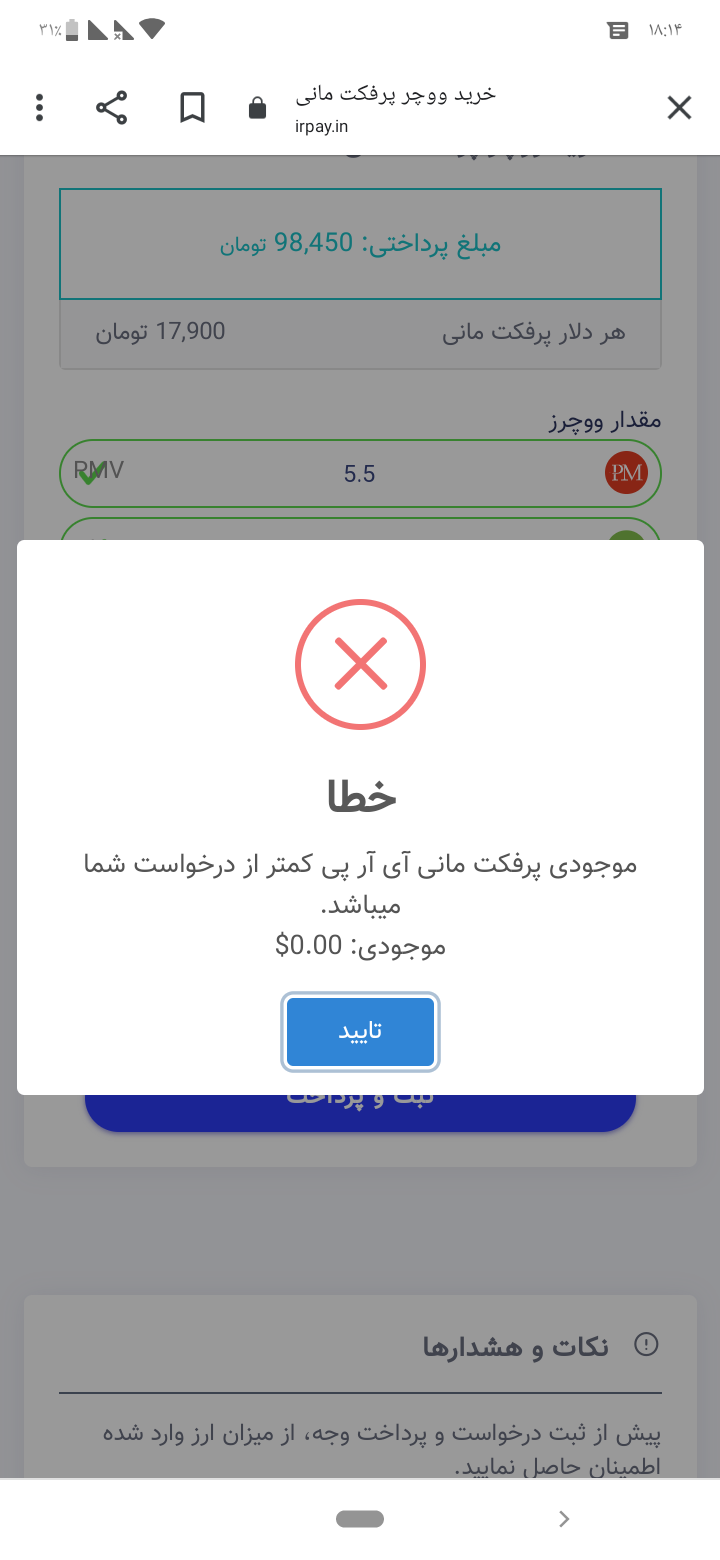 ۱۸:۱۴
۳۱٪
خرید ووچر پرفکت مانی
irpay.in
مبلغ پرداختی: 98,450 تومان
هر دلار پرفکت مانی
17,900 تومان
مقدار ووچرز
PM
5.5
RMV
خطا
موجودی پرفکت مانی آی آر پی کمتر از درخواست شما
میباشد.
موجودی: 0.00$
تایید
ثبت و پرداخت
نکات و هشدارها
پیش از ثبت درخواست و پرداخت وجه، از میزان ارز وارد شده
اطمینان حاصل نمایید.